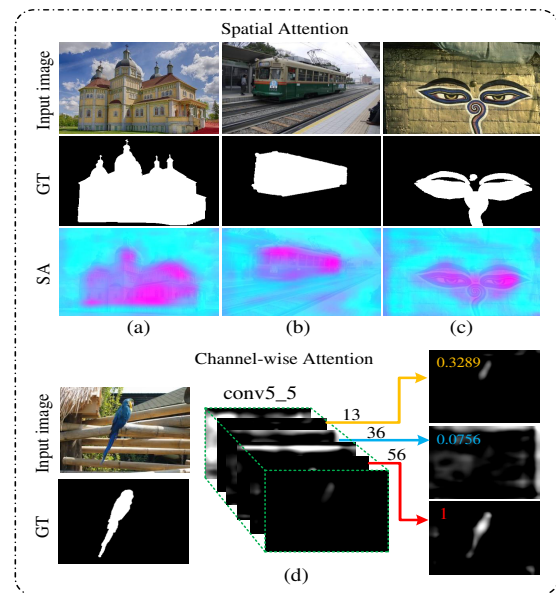 Spatial Attention
Input image
GT
SA
(a)
(b)
(c)
Channel-wise Attention
Input image
GT
conv5_5
13
36
56
0.3289
0.0756
1
(d)